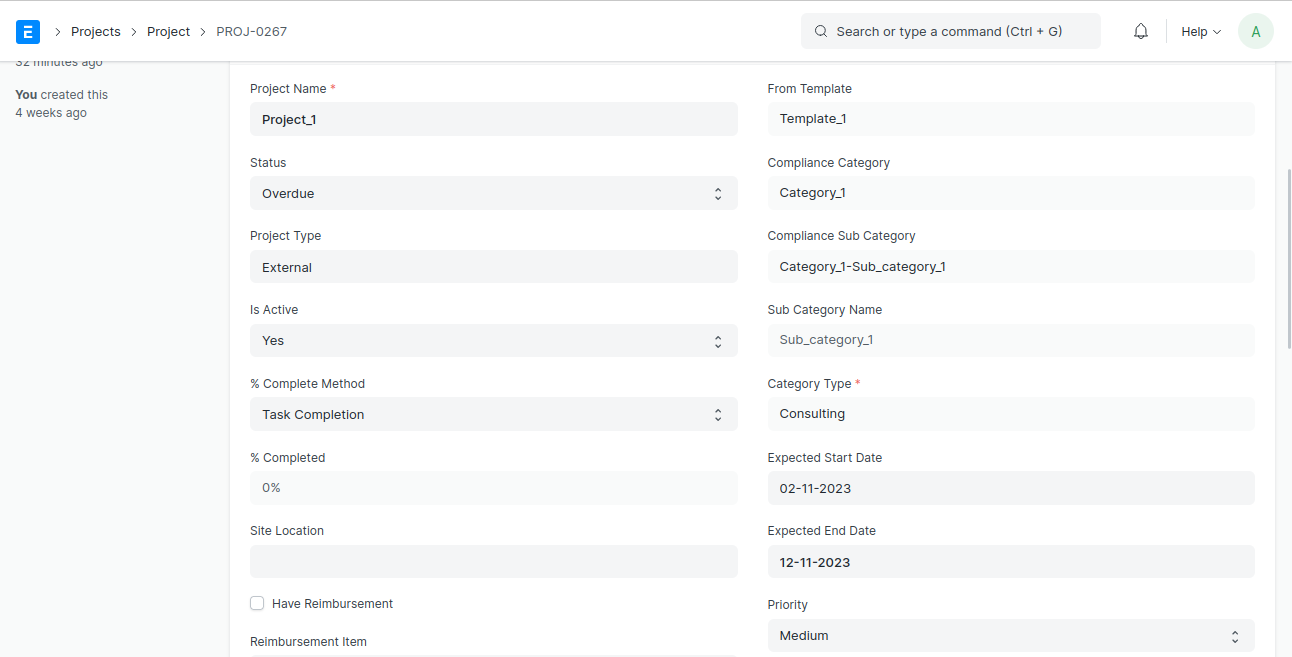 E
Projects
Project
PROJ-0267
Search or type a command (Ctrl + G)
Help
A
32 minutes ago
You created this
4 weeks ago
Project Name *
Project_1
Status
Overdue
Project Type
External
Is Active
Yes
% Complete Method
Task Completion
% Completed
0%
Site Location
Have Reimbursement
Reimbursement Item
From Template
Template_1
Compliance Category
Category_1
Compliance Sub Category
Category_1-Sub_category_1
Sub Category Name
Sub_category_1
Category Type *
Consulting
Expected Start Date
02-11-2023
Expected End Date
12-11-2023
Priority
Medium